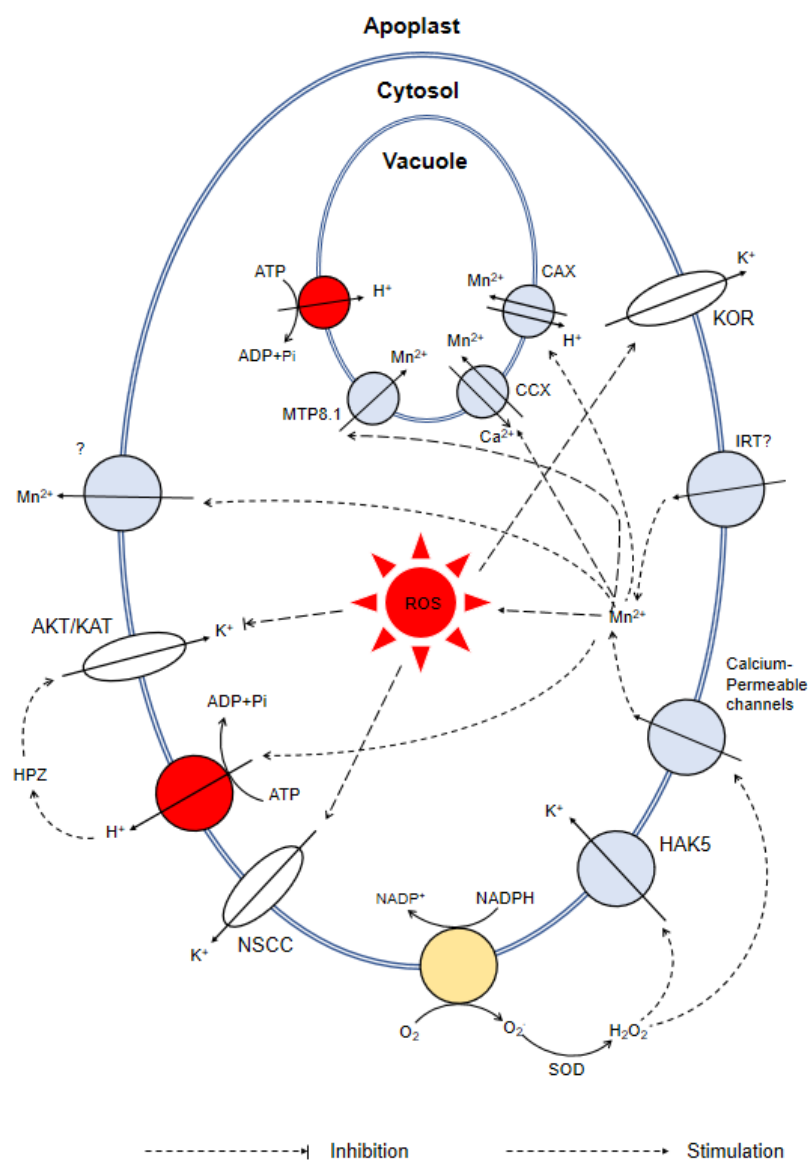 Apoplast
Cytosol
Vacuole
ATP
H⁺
ADP+Pi
Mn²⁺
CAX
H⁺
Mn²⁺
MTP8.1
Mn²⁺
CCX
Ca²⁺
K⁺
KOR
?
Mn²⁺
IRT?
ROS
Mn²⁺
AKT/KAT
K⁺
Calcium-
Permeable
channels
ADP+Pi
ATP
HPZ
H⁺
K⁺
HAK5
NSCC
K⁺
NADP⁺
NADPH
O₂
O₂⁻
SOD
H₂O₂
Inhibition
Stimulation